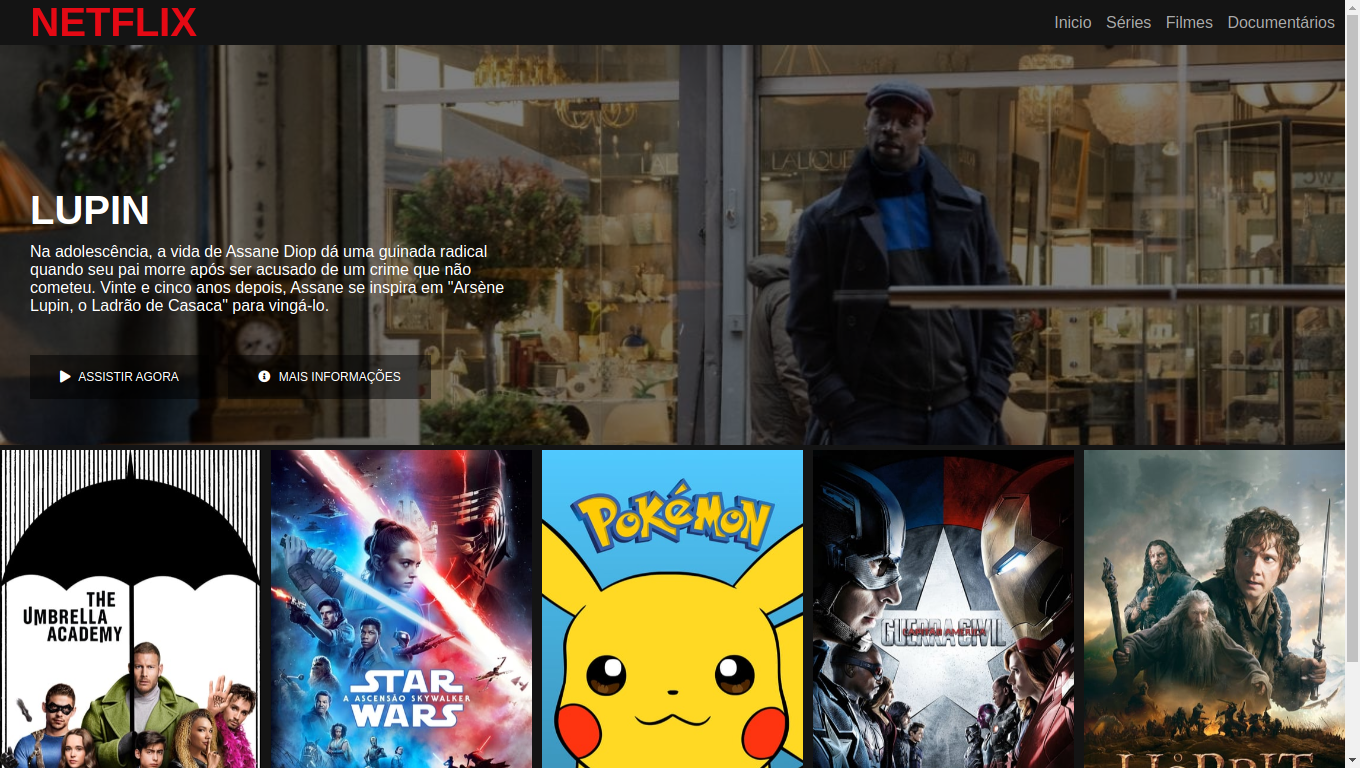 NETFLIX
Inicio Séries Filmes Documentários
LALIQUE
LUPIN
Na adolescência, a vida de Assane Diop dá uma guinada radical
quando seu pai morre após ser acusado de um crime que não
cometeu. Vinte e cinco anos depois, Assane se inspira em "Arsène
Lupin, o Ladrão de Casaca" para vingá-lo.
ASSISTIR AGORA
MAIS INFORMAÇÕES
THE
UMBRELLA
ACADEMY
STAR
A ASCENSÃO SKYWALKER
WARS
POKéMON
CAPITÃO AMÉRICA
GUERRA CIVIL
O
HOBBIT